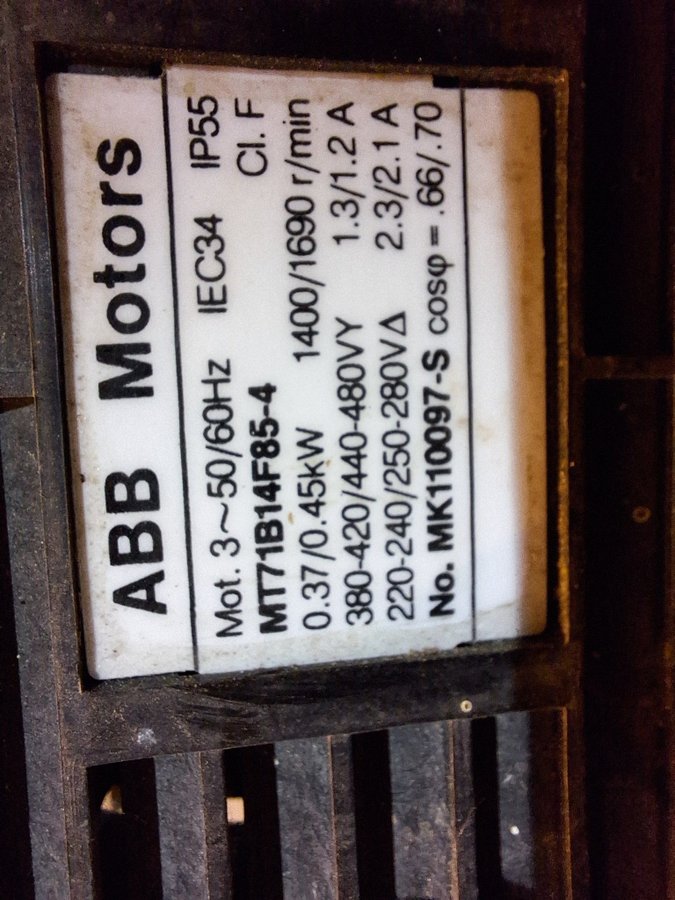 ABB Motors
Mot. 3~50/60Hz IEC34 IP55
MT71B14F85-4 Cl. F
0.37/0.45kW 1400/1690 r/min
380-420/440-480VY 1.3/1.2 A
220-240/250-280VΔ 2.3/2.1 A
No. MK110097-S cosφ = .66/.70